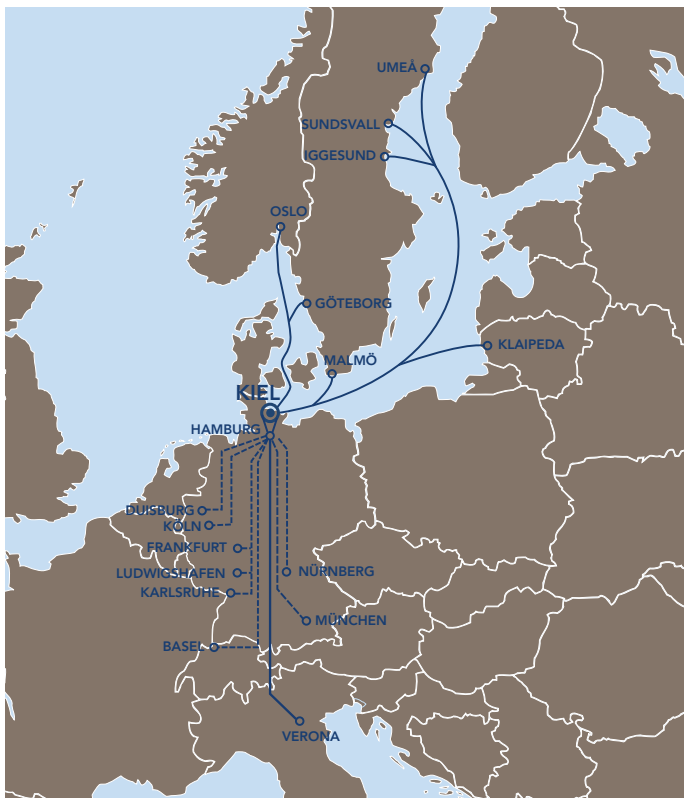 UMEÅ
SUNDSVALL
IGGESUND
OSLO
GÖTEBORG
KLAIPEDA
MALMÖ
KIEL
HAMBURG
DUISBURG
KÖLN
FRANKFURT
LUDWIGSHAFEN
NÜRNBERG
KARLSRUHE
MÜNCHEN
BASEL
VERONA